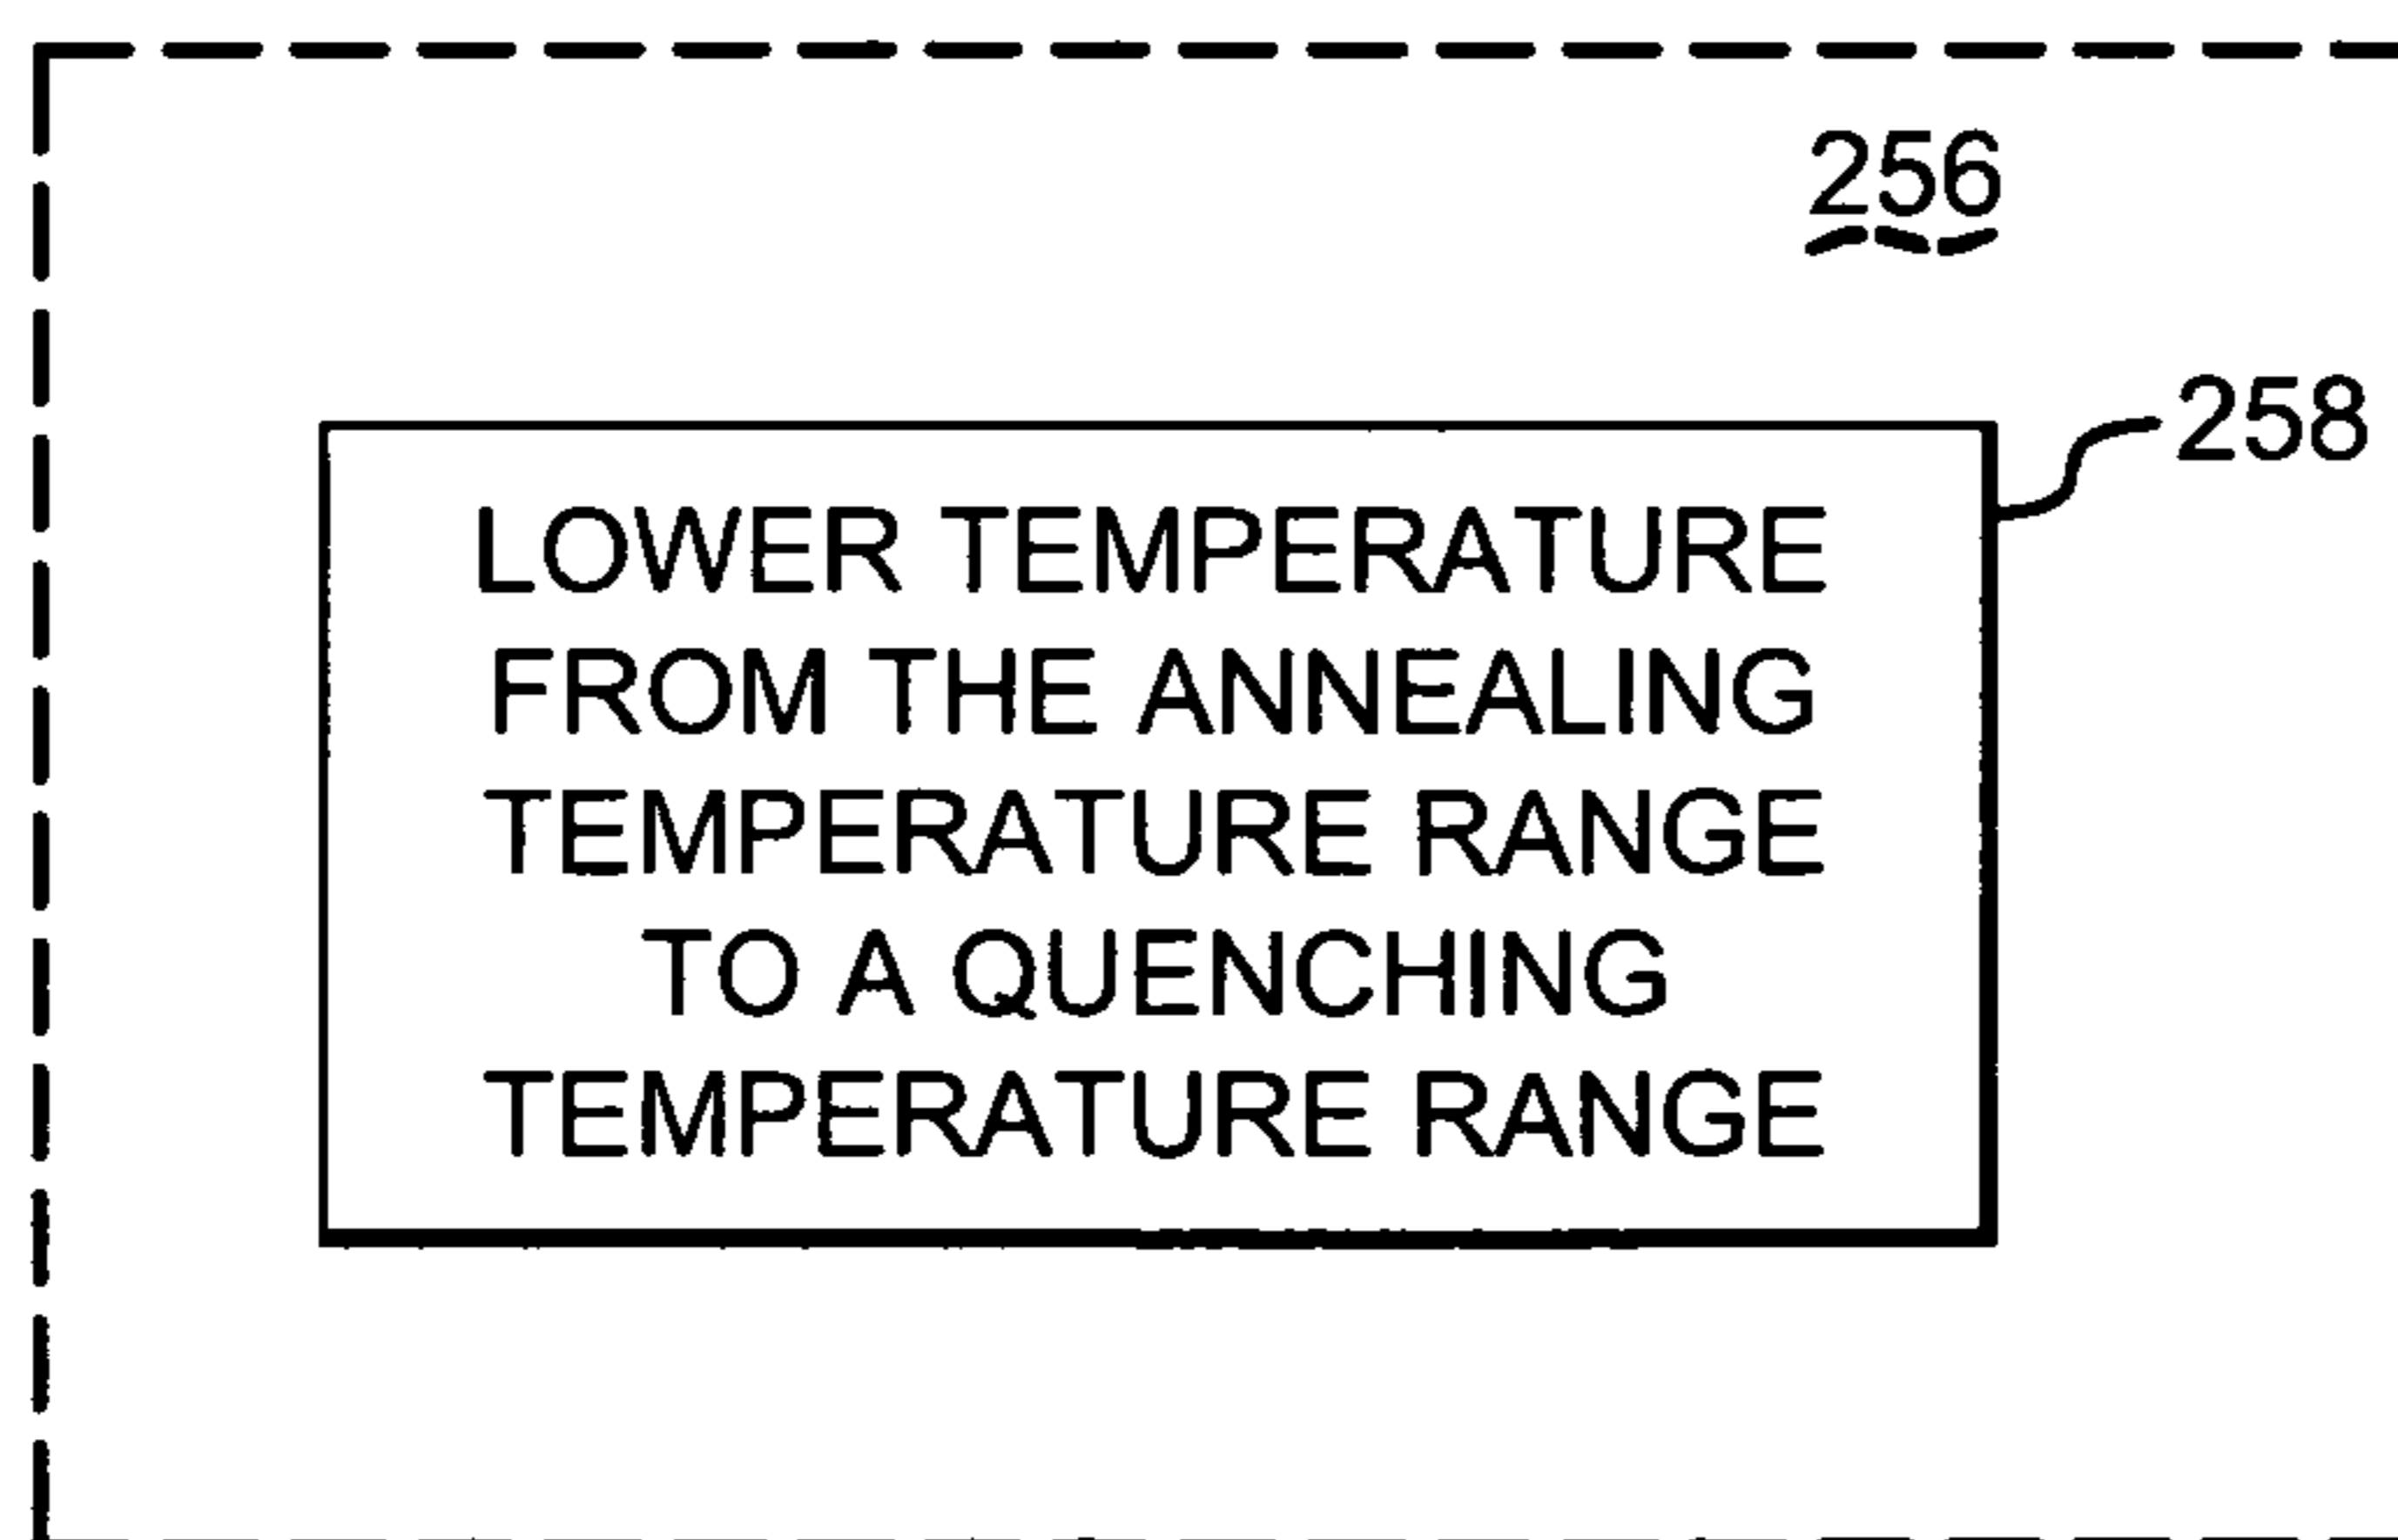 256
258
LOWER TEMPERATURE
FROM THE ANNEALING
TEMPERATURE RANGE
TO A QUENCHING
TEMPERATURE RANGE